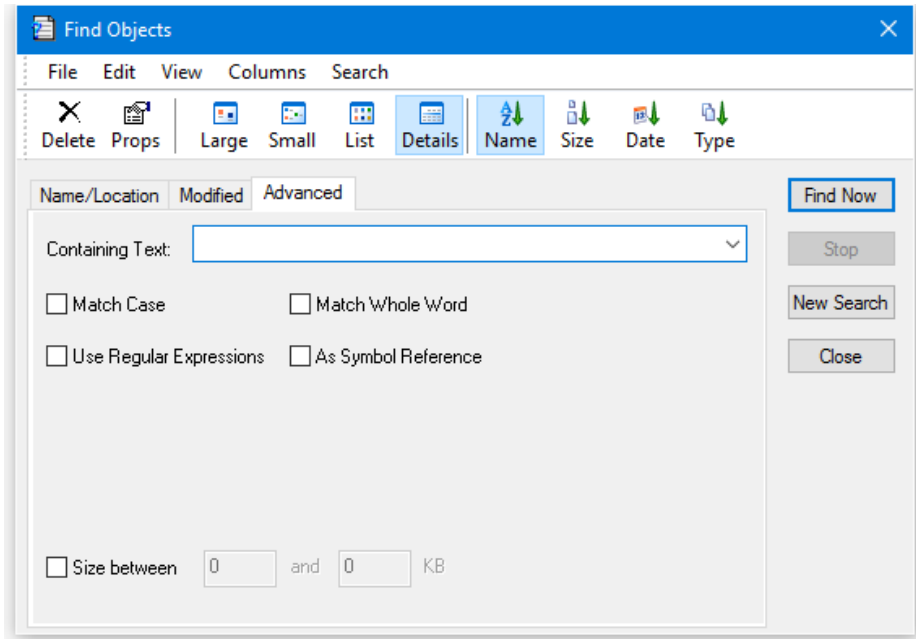 Find Objects
File Edit View Columns Search
Delete Props Large Small List Details Name Size Date Type
Name/Location Modified Advanced
Find Now
Containing Text:
Stop
Match Case Match Whole Word
New Search
Use Regular Expressions As Symbol Reference
Close
Size between 0 and 0 KB